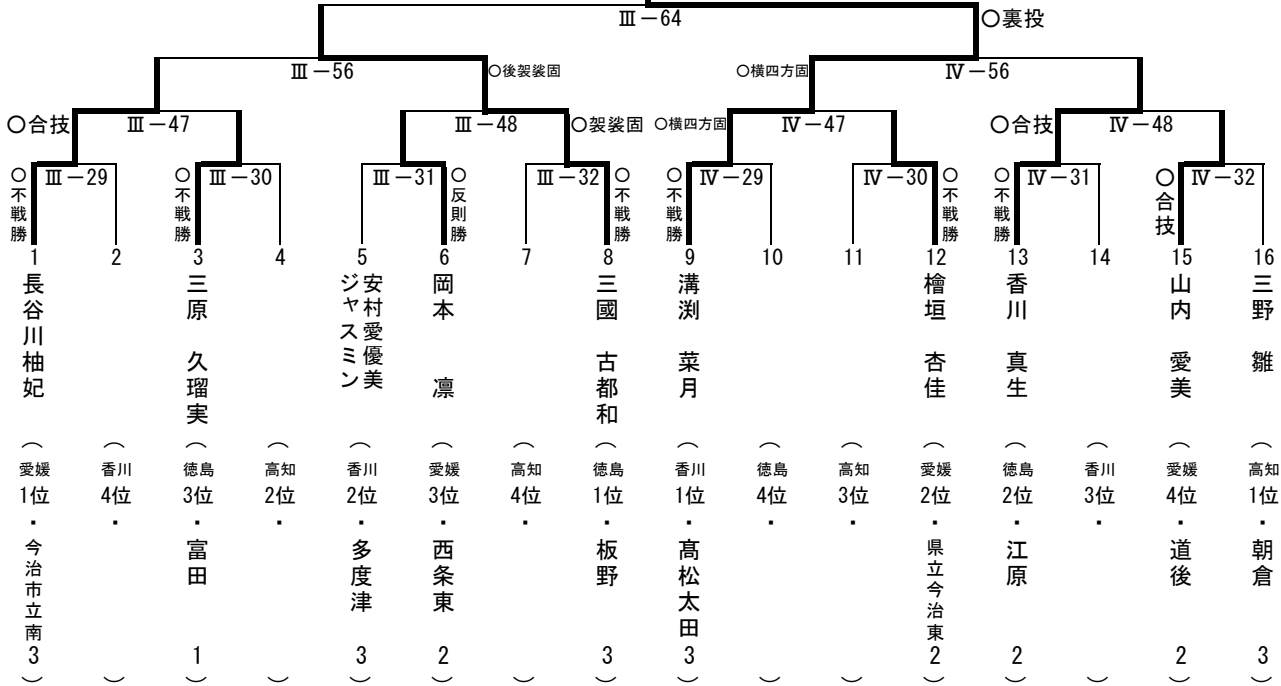 Ⅲ－64 ○裏投
Ⅲ－56 ○後袈裟固 ○横四方固 Ⅳ－56
○合技 Ⅲ－47 Ⅲ－48 ○袈裟固 ○横四方固 Ⅳ－47 ○合技 Ⅳ－48
○不戦勝 Ⅲ－29 ○不戦勝 Ⅲ－30 Ⅲ－31 ○反則勝 Ⅲ－32 ○不戦勝 ○不戦勝 Ⅳ－29 Ⅳ－30 ○不戦勝 ○不戦勝 Ⅳ－31 ○合技 Ⅳ－32
1 長谷川柚妃 （愛媛1位・今治市立南3）
2 （香川4位・ ）
3 三原 久瑠実 （徳島3位・富田1）
4 （高知2位・ ）
5 安村愛優美ジャスミン （香川2位・多度津3）
6 岡本 凛 （愛媛3位・西条東2）
7 （高知4位・ ）
8 三國 古都和 （徳島1位・板野3）
9 溝渕 菜月 （香川1位・髙松太田3）
10 （徳島4位・ ）
11 （高知3位・ ）
12 檜垣 杏佳 （愛媛2位・県立今治東2）
13 香川 真生 （徳島2位・江原2）
14 （香川3位・ ）
15 山内 愛美 （愛媛4位・道後2）
16 三野 雛 （高知1位・朝倉3）